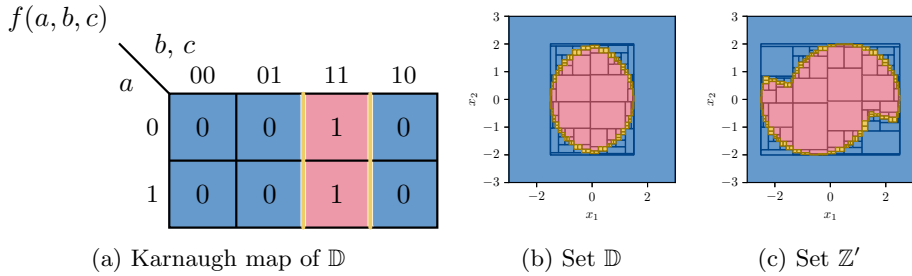 f(a, b, c)
b, c
a
00 01 11 10
0 0 0 1 0
1 0 0 1 0
(a) Karnaugh map of 𝔻
3
2
1
0
−1
−2
−3
x₂
−2 0 2
x₁
(b) Set 𝔻
3
2
1
0
−1
−2
−3
x₂
−2 0 2
x₁
(c) Set ℤ′